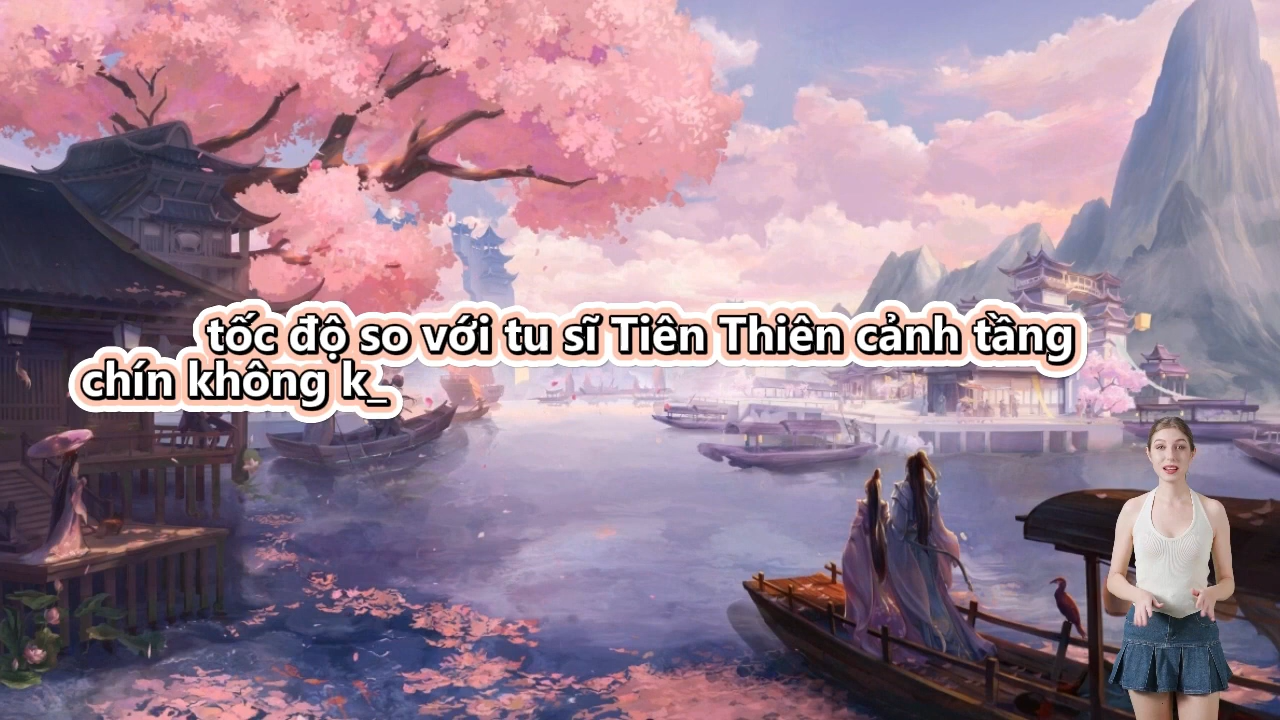 tốc độ so với tu sĩ Tiên Thiên cảnh tầng
chín không k_